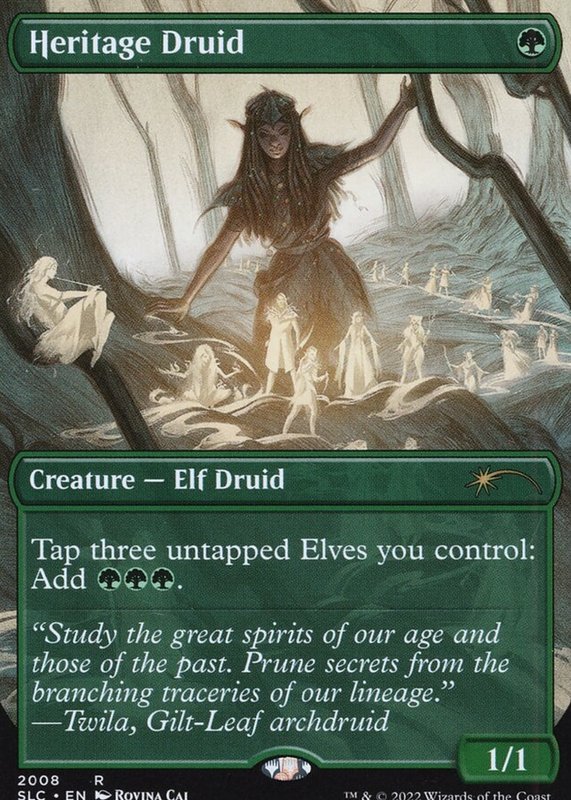 Heritage Druid
Creature — Elf Druid
Tap three untapped Elves you control:
Add .
“Study the great spirits of our age and
those of the past. Prune secrets from the
branching traceries of our lineage.”
—Twila, Gilt-Leaf archdruid
1/1
2008 R
SLC • EN Rovina Cai
™ & © 2022 Wizards of the Coast